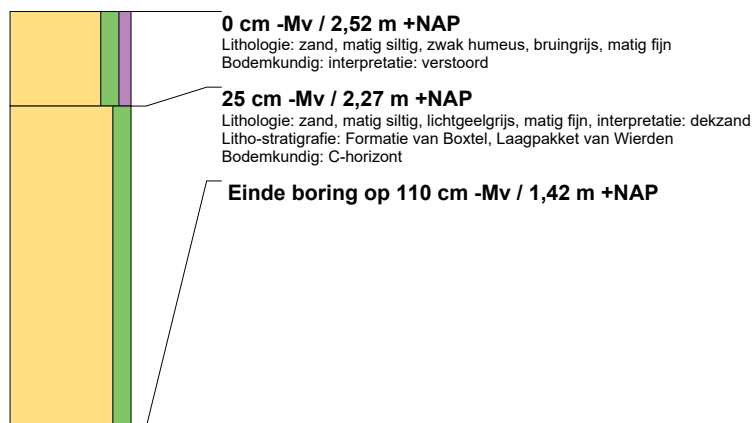 0 cm -Mv / 2,52 m +NAP
Lithologie: zand, matig siltig, zwak humeus, bruingrijs, matig fijn
Bodemkundig: interpretatie: verstoord
25 cm -Mv / 2,27 m +NAP
Lithologie: zand, matig siltig, lichtgeelgrijs, matig fijn, interpretatie: dekzand
Litho-stratigrafie: Formatie van Boxtel, Laagpakket van Wierden
Bodemkundig: C-horizont
Einde boring op 110 cm -Mv / 1,42 m +NAP